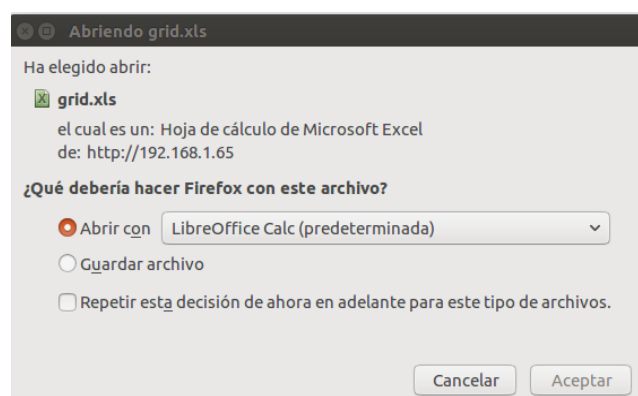 Abriendo grid.xls
Ha elegido abrir:
grid.xls
el cual es un: Hoja de cálculo de Microsoft Excel
de: http://192.168.1.65
¿Qué debería hacer Firefox con este archivo?
Abrir con LibreOffice Calc (predeterminada)
Guardar archivo
Repetir esta decisión de ahora en adelante para este tipo de archivos.
Cancelar Aceptar